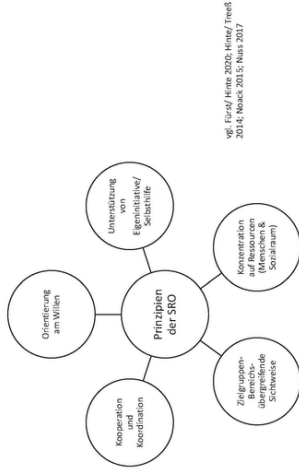 Orientierung
am Willen
Unterstützung
von
Eigeninitiative/
Selbsthilfe
Kooperation
und
Koordination
Prinzipien
der SRO
Zielgruppen-
Bereichs-
übergreifende
Sichtweise
Konzentration
auf Ressourcen
(Menschen &
Sozialraum)
vgl. Fürst/ Hinte 2020; Hinte/ Treeß
2014; Noack 2015; Nuss 2017